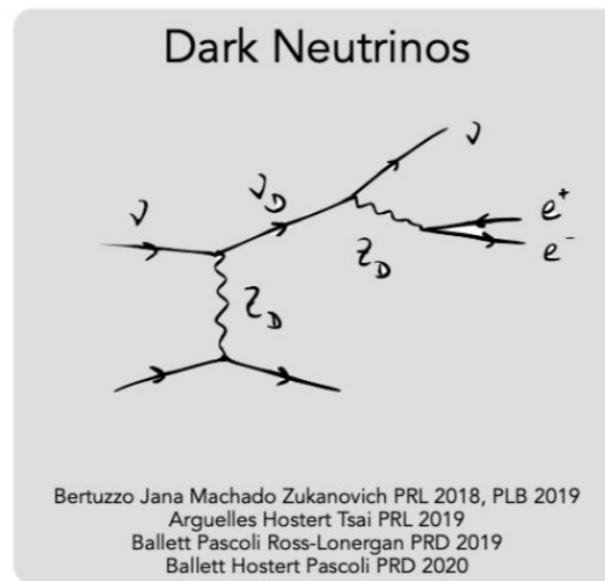 Dark Neutrinos
ν
ν_D
ν
Z_D
e⁺
e⁻
Z_D
Bertuzzo Jana Machado Zukanovich PRL 2018, PLB 2019
Arguelles Hostert Tsai PRL 2019
Ballett Pascoli Ross-Lonergan PRD 2019
Ballett Hostert Pascoli PRD 2020